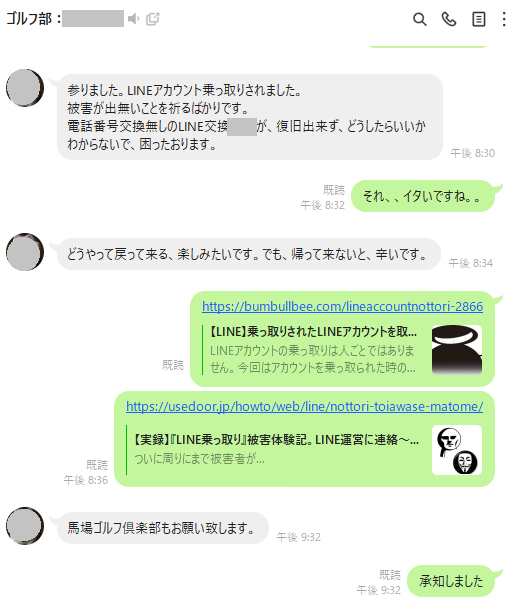 ゴルフ部：
参りました。LINEアカウント乗っ取りされました。
被害が出無いごとを祈るばかりです。
電話番号交換無しのLINE交換
が、復旧出来ず、どうしたらいいか
わからないで、困ったおります。
午後 8:30
既読
午後 8:32
それ、、イタいですね。。
どうやって戻って来る、楽しみたいです。でも、帰って来ないと、辛いです。
午後 8:34
https://bumbullbee.com/lineaccountnottori-2866
【LINE】乗っ取りされたLINEアカウントを取...
LINEアカウントの乗っ取りは人ごとではありま
せん。今回はアカウントを乗っ取られた時の...
既読
https://usedoor.jp/howto/web/line/nottori-toiawase-matome/
【実録】『LINE乗っ取り』被害体験記。LINE運営に連絡～...
ついに周りにまで被害者が...
既読
午後 8:36
馬場ゴルフ倶楽部もお願い致します。
午後 9:32
既読
午後 9:32
承知しました